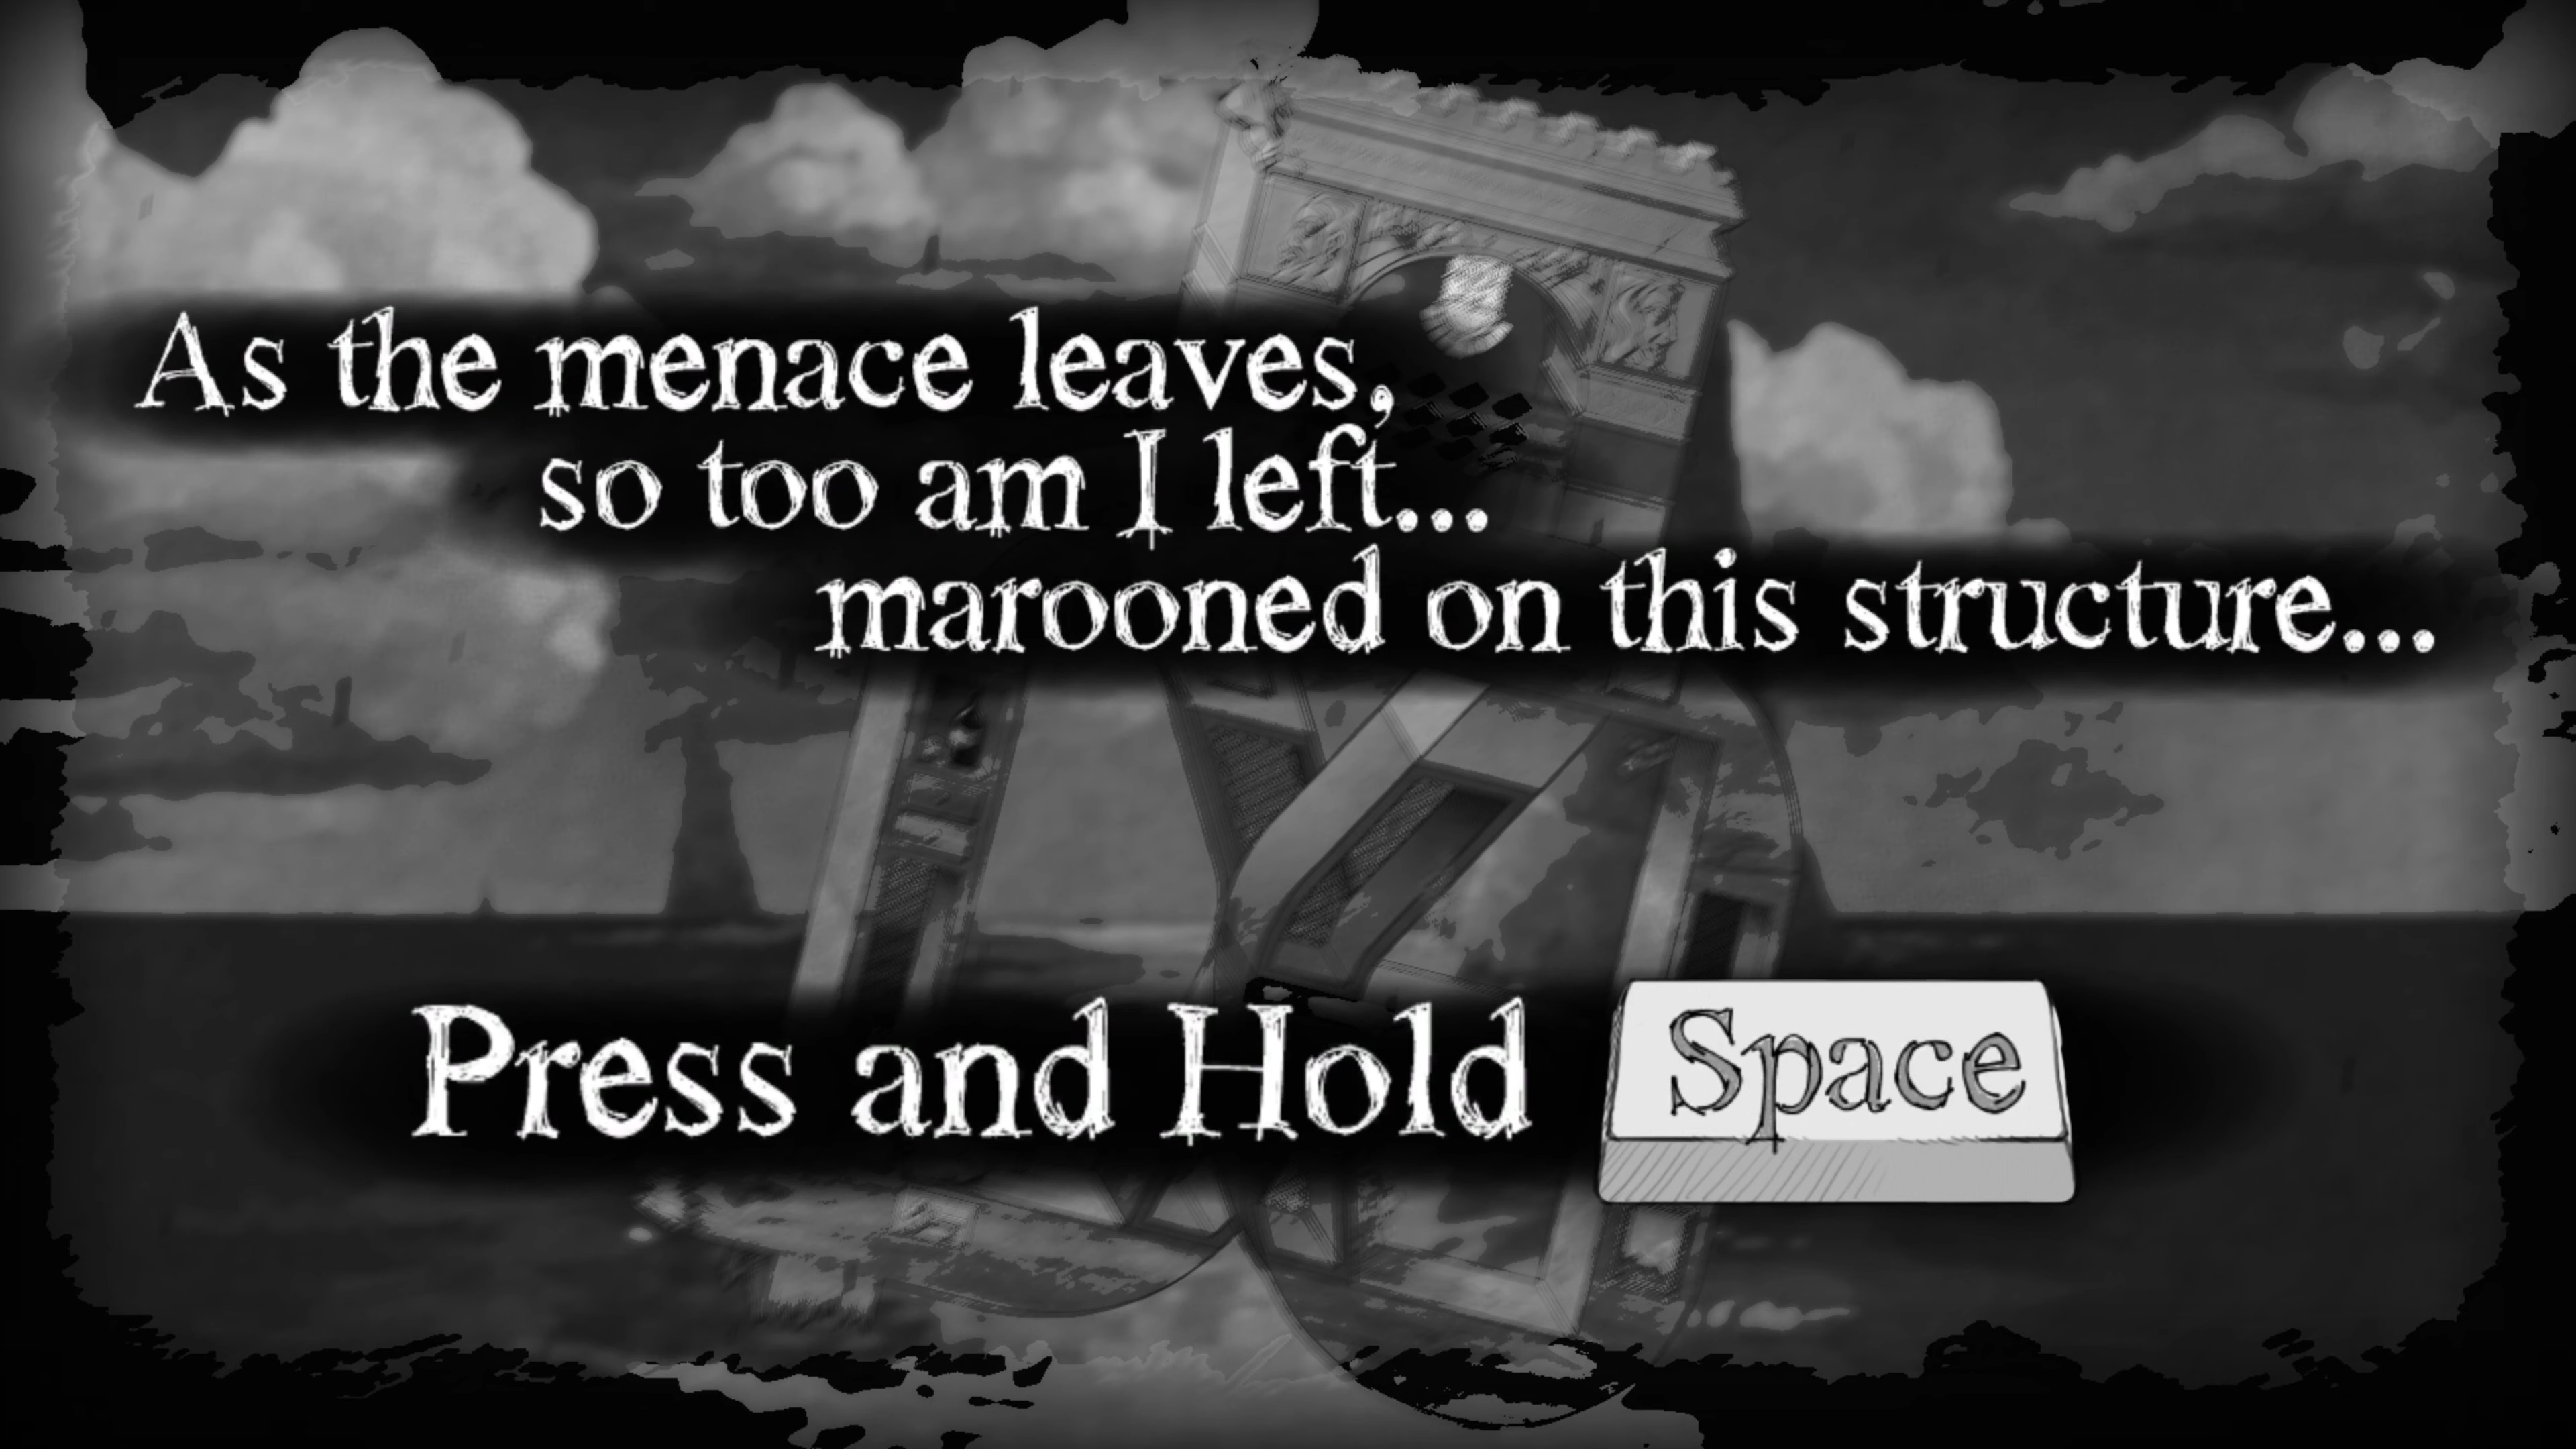 As the menace leaves,
so too am I left...
marooned on this structure...
Press and Hold Space